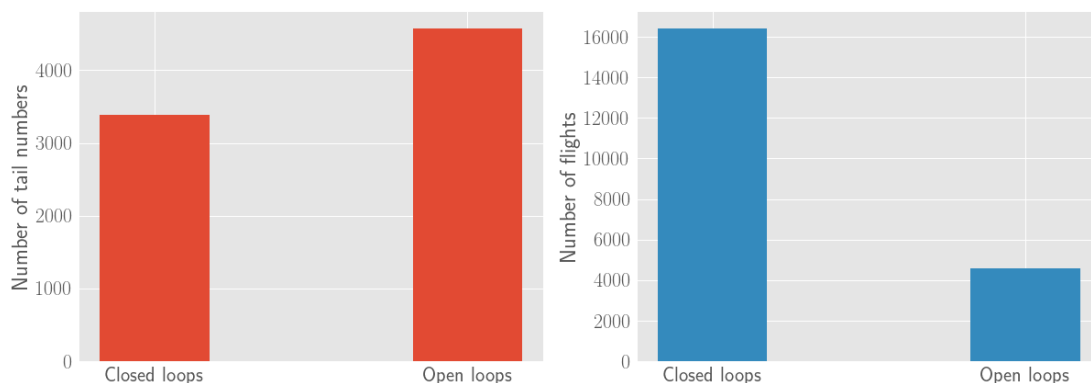 Number of tail numbers
4000
3000
2000
1000
0
Closed loops
Open loops
Number of flights
16000
14000
12000
10000
8000
6000
4000
2000
0
Closed loops
Open loops